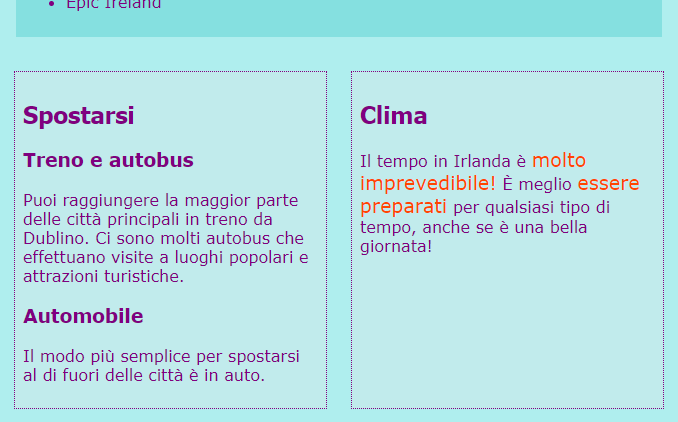 Epic Ireland
Spostarsi
Treno e autobus
Puoi raggiungere la maggior parte
delle città principali in treno da
Dublino. Ci sono molti autobus che
effettuano visite a luoghi popolari e
attrazioni turistiche.
Automobile
Il modo più semplice per spostarsi
al di fuori delle città è in auto.
Clima
Il tempo in Irlanda è molto
imprevedibile! È meglio essere
preparati per qualsiasi tipo di
tempo, anche se è una bella
giornata!